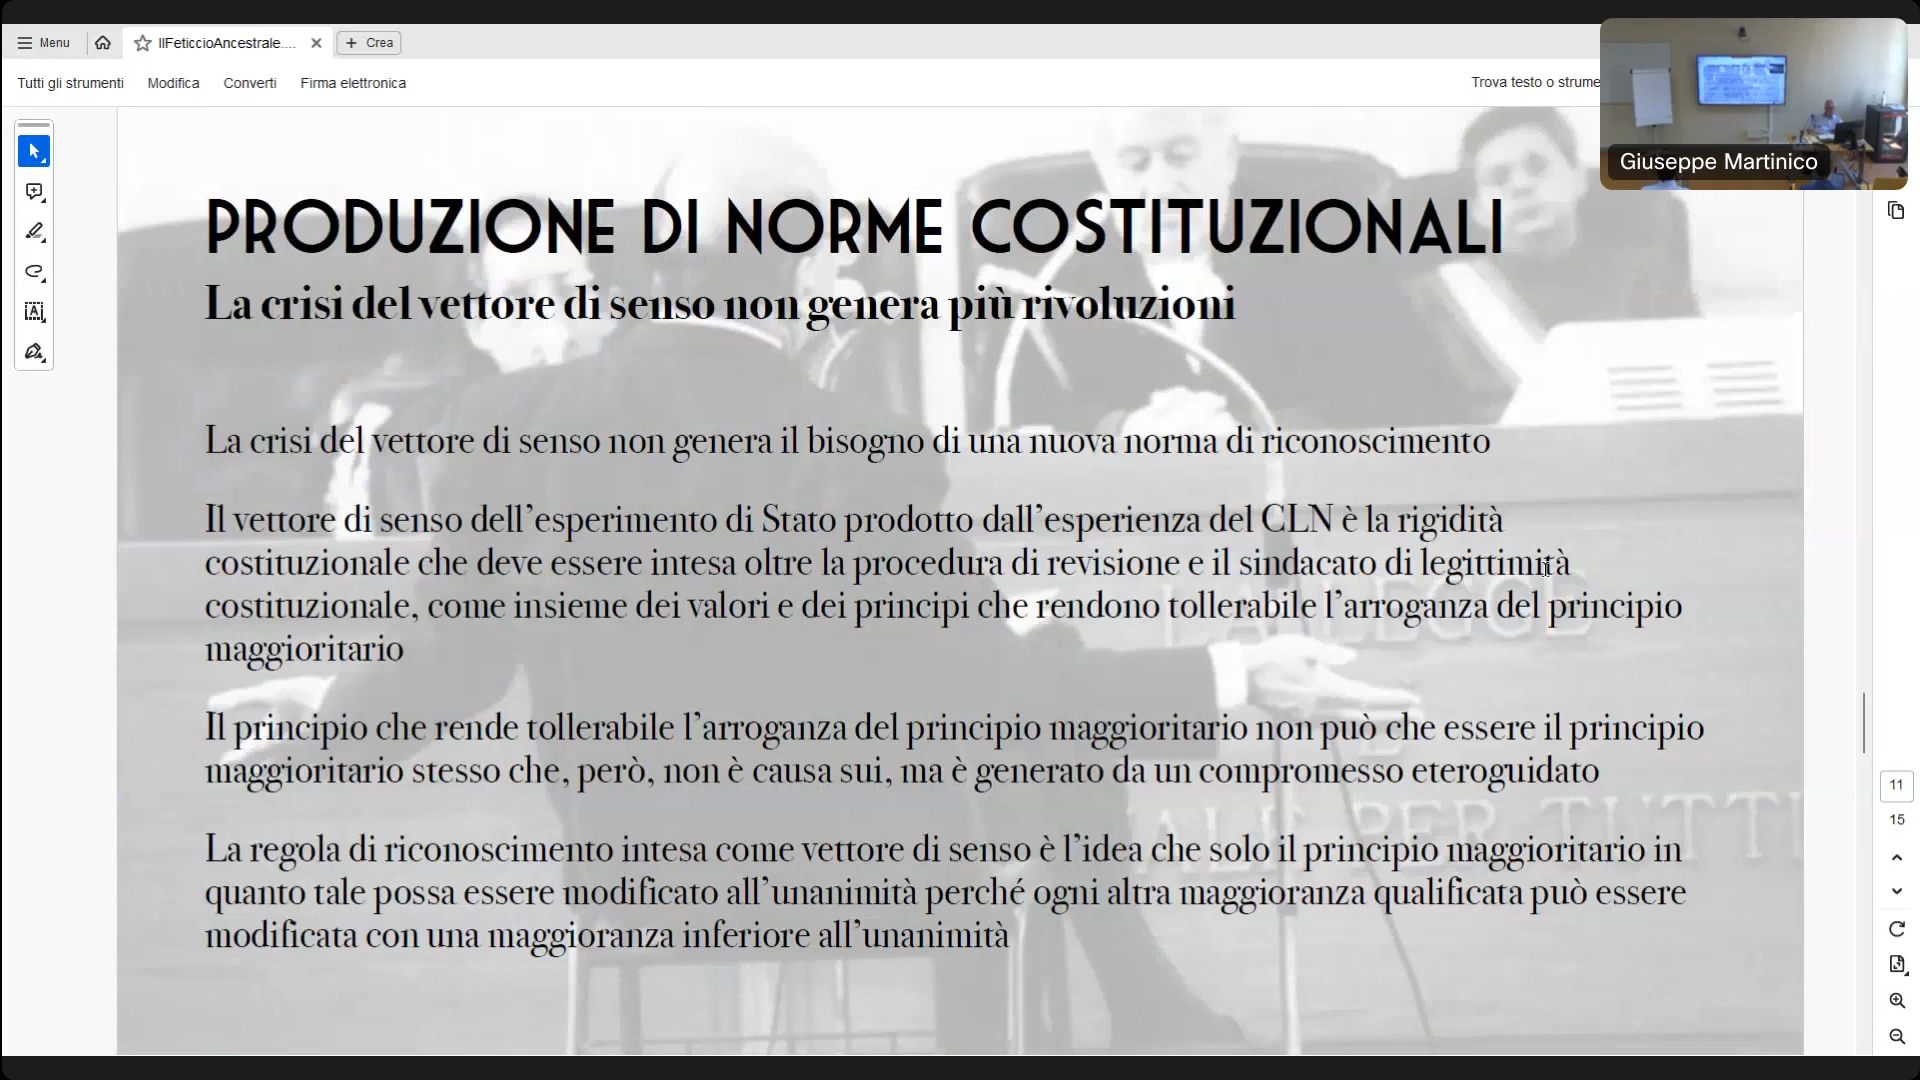 Menu
IlFeticcioAncestrale....
Crea
Tutti gli strumenti
Modifica
Converti
Firma elettronica
Trova testo o strume
Giuseppe Martinico
PRODUZIONE DI NORME COSTITUZIONALI
La crisi del vettore di senso non genera più rivoluzioni
La crisi del vettore di senso non genera il bisogno di una nuova norma di riconoscimento
Il vettore di senso dell’esperimento di Stato prodotto dall’esperienza del CLN è la rigidità
costituzionale che deve essere intesa oltre la procedura di revisione e il sindacato di legittimità
costituzionale, come insieme dei valori e dei principi che rendono tollerabile l’arroganza del principio
maggioritario
Il principio che rende tollerabile l’arroganza del principio maggioritario non può che essere il principio
maggioritario stesso che, però, non è causa sui, ma è generato da un compromesso eteroguidato
La regola di riconoscimento intesa come vettore di senso è l’idea che solo il principio maggioritario in
quanto tale possa essere modificato all’unanimità perché ogni altra maggioranza qualificata può essere
modificata con una maggioranza inferiore all’unanimità
LA LEGGE
ALE PER TUTTI
11
15